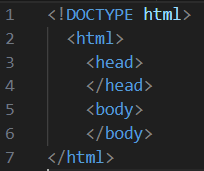 1 <!DOCTYPE html>
2 <html>
3 <head>
4 </head>
5 <body>
6 </body>
7 </html>